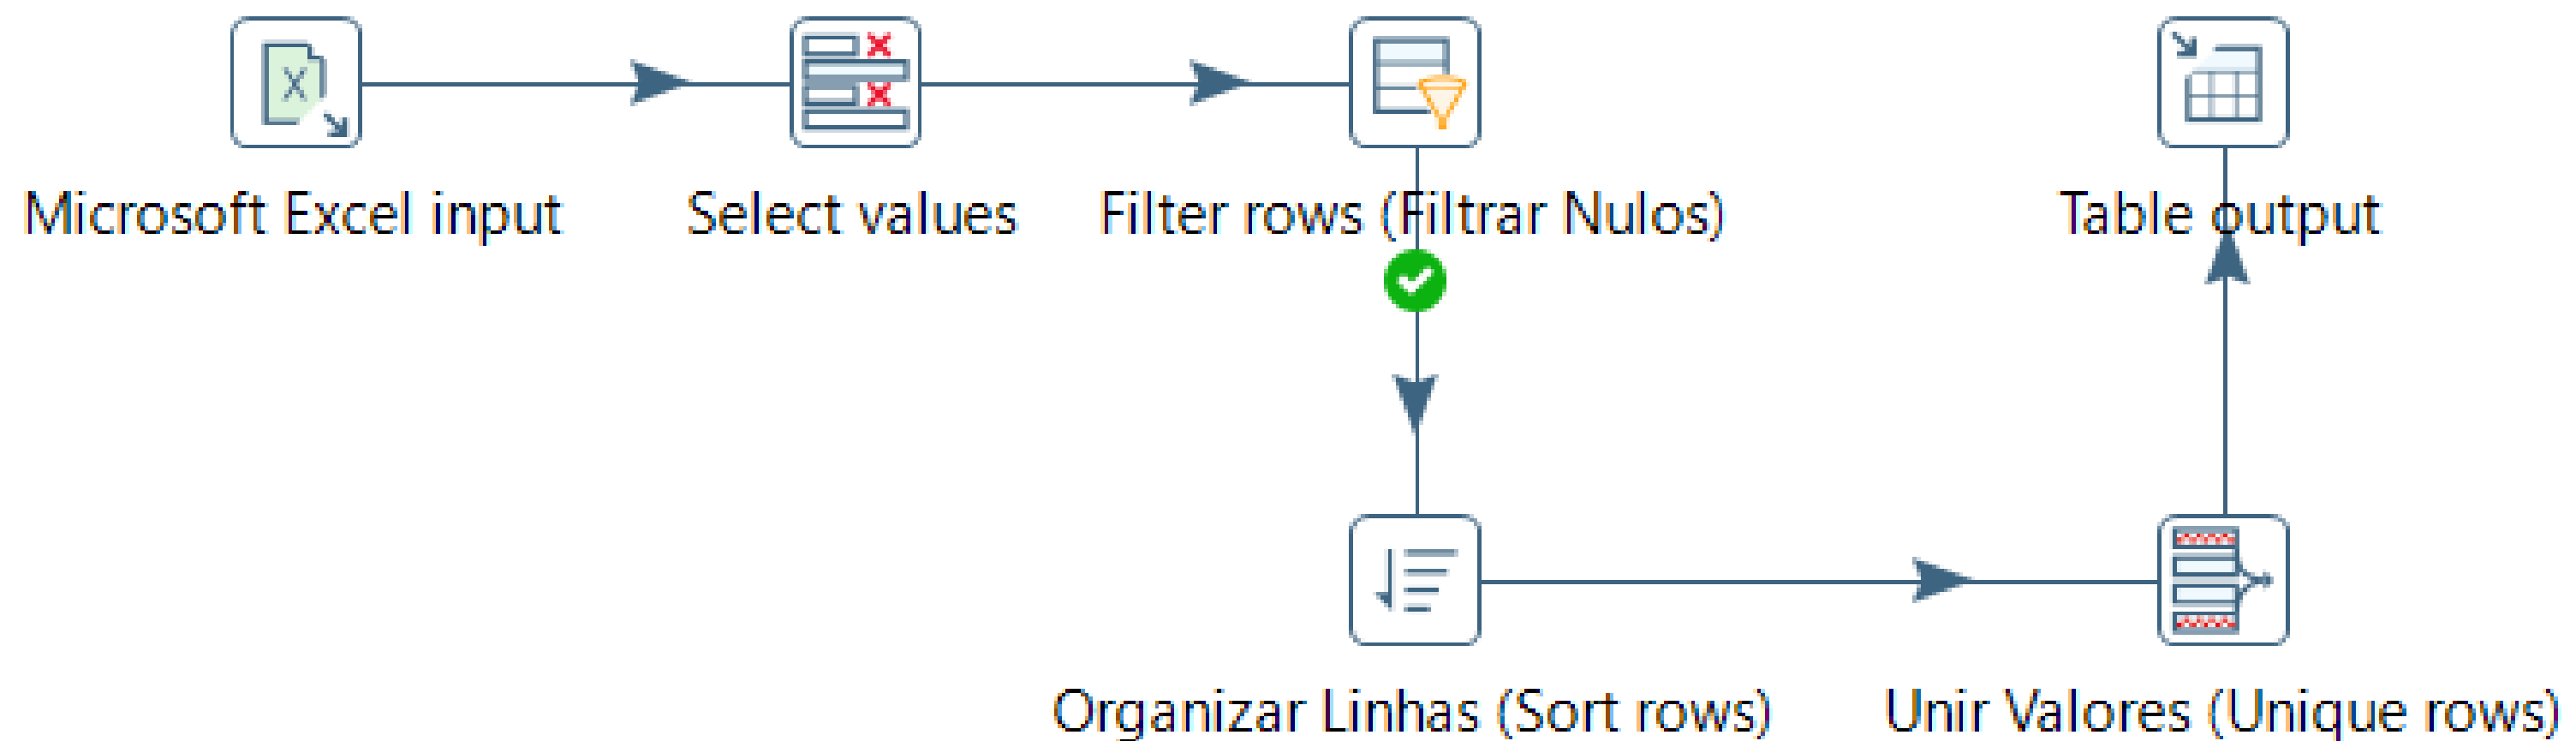 Microsoft Excel input
Select values
Filter rows (Filtrar Nulos)
Table output
Organizar Linhas (Sort rows)
Unir Valores (Unique rows)